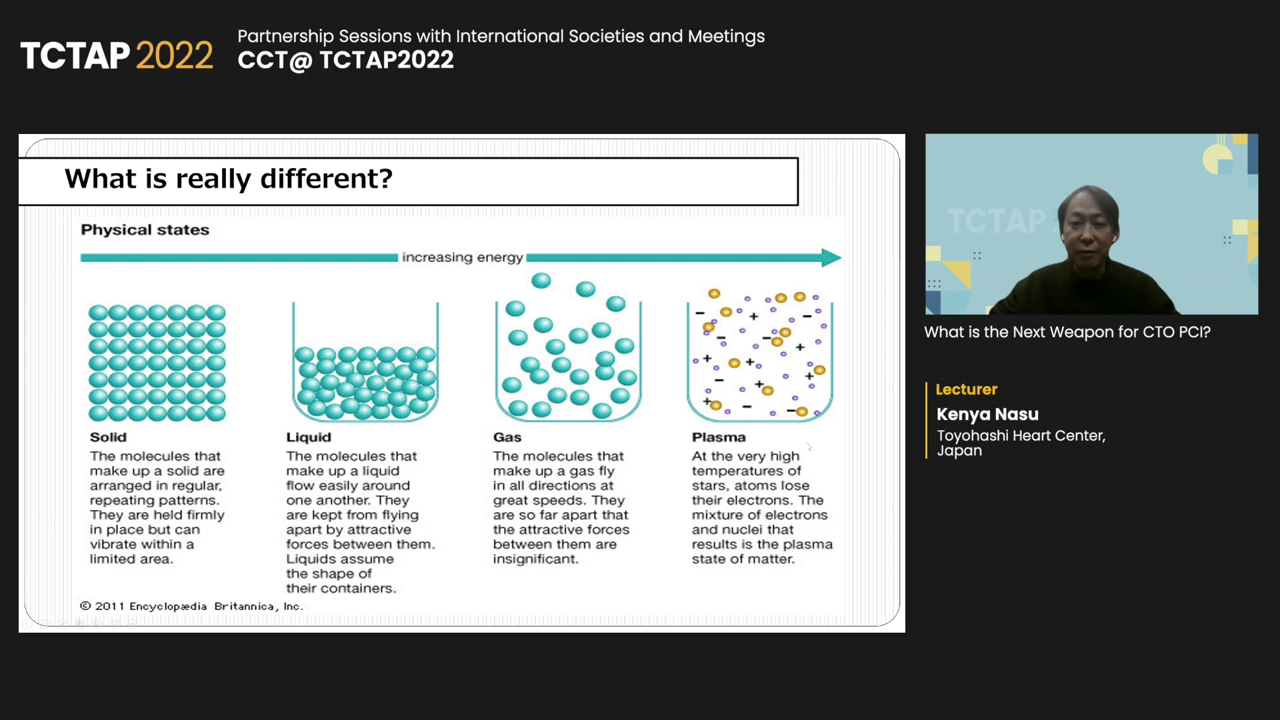 TCTAP 2022
Partnership Sessions with International Societies and Meetings
CCT@ TCTAP2022
What is really different?
Physical states
increasing energy
Solid
The molecules that
make up a solid are
arranged in regular,
repeating patterns.
They are held firmly
in place but can
vibrate within a
limited area.
Liquid
The molecules that
make up a liquid
flow easily around
one another. They
are kept from flying
apart by attractive
forces between them.
Liquids assume
the shape of
their containers.
Gas
The molecules that
make up a gas fly
in all directions at
great speeds. They
are so far apart that
the attractive forces
between them are
insignificant.
Plasma
At the very high
temperatures of
stars, atoms lose
their electrons. The
mixture of electrons
and nuclei that
results is the plasma
state of matter.
© 2011 Encyclopædia Britannica, Inc.
TCTAP
What is the Next Weapon for CTO PCI?
Lecturer
Kenya Nasu
Toyohashi Heart Center,
Japan